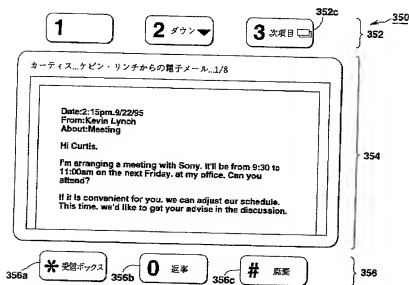 352c
350
1
2 ダウン
3 次項目
352
カーティス...ケビン・リンチからの電子メール...1/8
Date:2:15pm.9/22/95
From:Kevin Lynch
About:Meeting
Hi Curtis.
I'm arranging a meeting with Sony. It'll be from 9:30 to
11:00am on the next Friday. at my office. Can you
attend?
If it is convenient for you. we can adjust our schedule.
This time. we'd like to get your advise in the discussion.
354
356a
* 受信ボックス
356b
0 返事
356c
# 廃棄
356